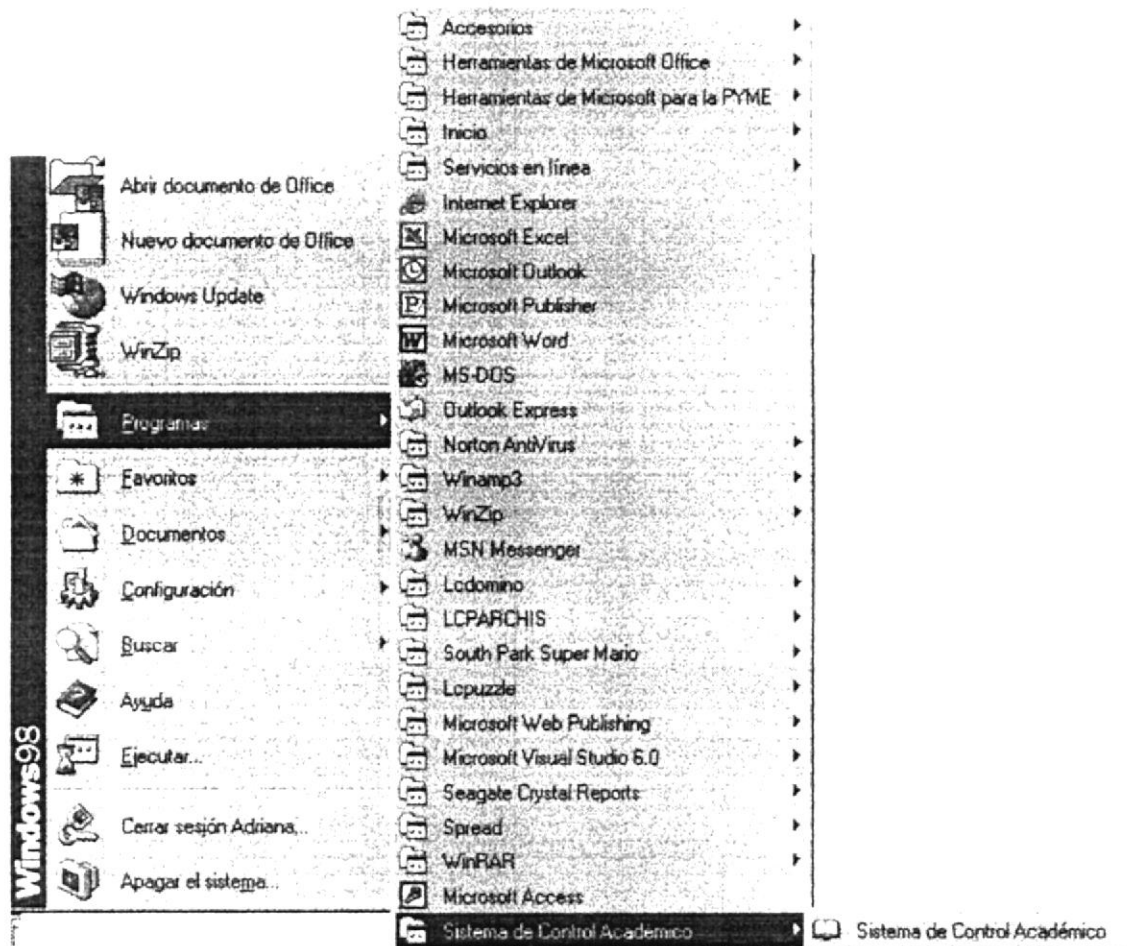 Accesorios
Herramientas de Microsoft Office
Herramientas de Microsoft para la PYME
Inicio
Servicios en línea
Internet Explorer
Microsoft Excel
Microsoft Outlook
Microsoft Publisher
Microsoft Word
MS-DOS
Outlook Express
Norton AntiVirus
Winamp3
WinZip
MSN Messenger
Lcdomino
LCPARCHIS
South Park Super Mario
Lcpuzzle
Microsoft Web Publishing
Microsoft Visual Studio 6.0
Seagate Crystal Reports
Spread
WinRAR
Microsoft Access
Sistema de Control Académico
Abrir documento de Office
Nuevo documento de Office
Windows Update
WinZip
Programas
Favoritos
Documentos
Configuración
Buscar
Ayuda
Ejecutar...
Cerrar sesión Adriana...
Apagar el sistema...
Windows98
Sistema de Control Académico